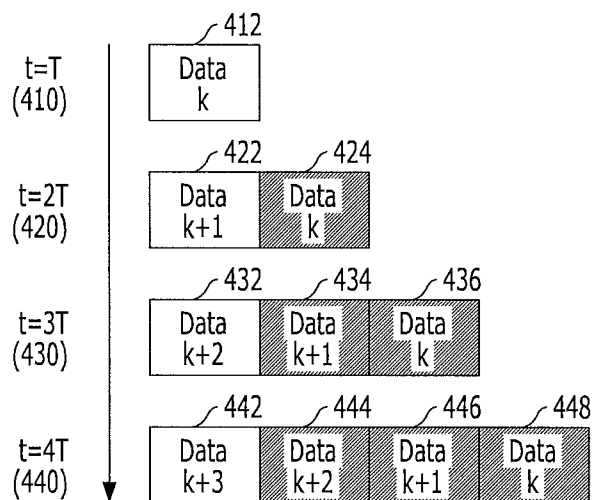 412
t=T
(410)
Data
k
422
424
t=2T
(420)
Data
k+1
Data
k
432
434
436
t=3T
(430)
Data
k+2
Data
k+1
Data
k
442
444
446
448
t=4T
(440)
Data
k+3
Data
k+2
Data
k+1
Data
k